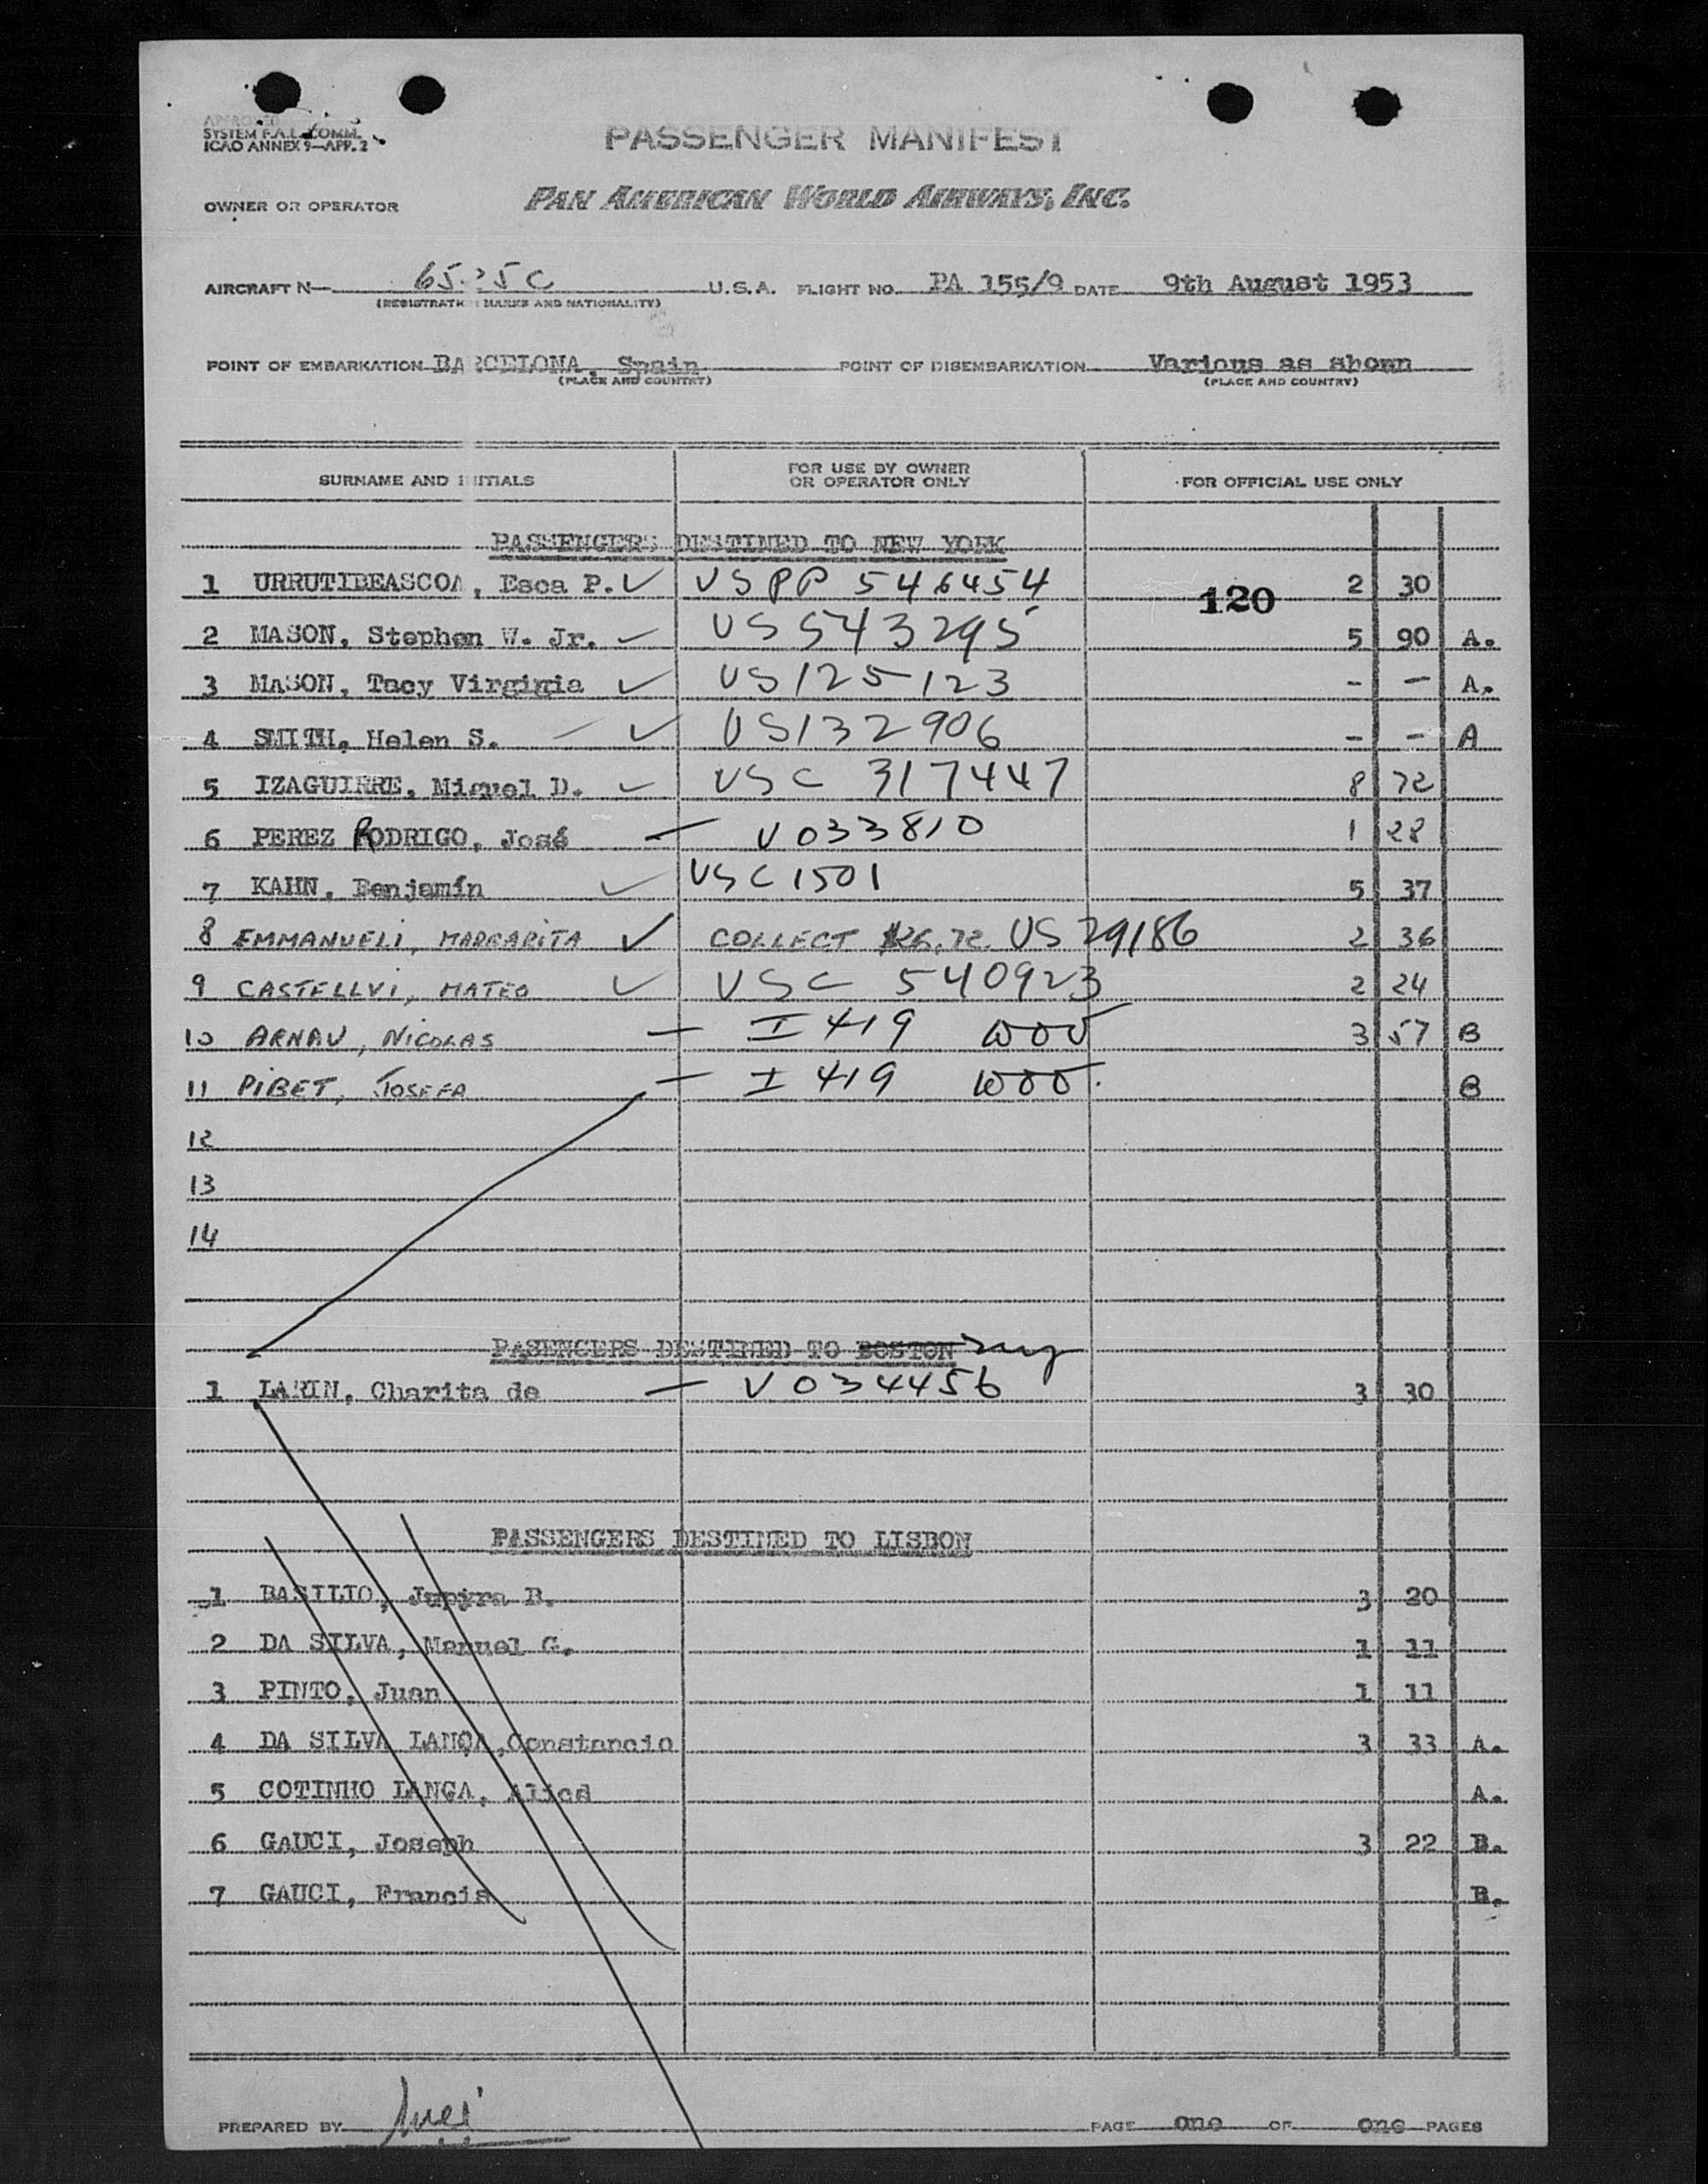 APPROVED
SYSTEM F.A.L. COMM.
ICAO ANNEX 9-APP. 2
PASSENGER MANIFEST
OWNER OR OPERATOR PAN AMERICAN WORLD AIRWAYS, INC.
AIRCRAFT N— U.S.A. FLIGHT NO. PA 155/9 DATE 9th August 1953
(REGISTRATION MARKS AND NATIONALITY)
POINT OF EMBARKATION BARCELONA, Spain POINT OF DISEMBARKATION Various as shown
(PLACE AND COUNTRY) (PLACE AND COUNTRY)
SURNAME AND INITIALS FOR USE BY OWNER OR OPERATOR ONLY FOR OFFICIAL USE ONLY
PASSENGERS DESTINED TO NEW YORK
1 URRUTIBEASCOA, Esca P. ✓ USPP 546454 120 2 30
2 MASON, Stephen W. Jr. ✓ US 543295 5 90 A.
3 MASON, Tacy Virginia ✓ US 125123 - - A.
4 SMITH, Helen S. ✓ US 132906 - - A
5 IZAGUIRRE, Miguel D. ✓ USC 317447 8 72
6 PEREZ RODRIGO, José — V033810 1 28
7 KAHN, Benjamín ✓ USC 1501 5 37
8 EMMANUELI, MARGARITA ✓ COLLECT $26,72 US 29186 2 36
9 CASTELLVI, MATEO ✓ USC 540923 2 24
10 ARNAU, NICOLAS — I 419 3 57 B
11 PIBET, JOSEFA — I 419 B
12
13
14
PASENGERS DESTINED TO BOSTON
1 LARIN, Charita de — V034456 3 30
PASSENGERS DESTINED TO LISBON
1 BASILIO, Jupyra B. 3 20
2 DA SILVA, Manuel G. 1 11
3 PINTO, Juan 1 11
4 DA SILVA LANÇA, Constancio 3 33 A.
5 COTINHO LANGA, Aliced A.
6 GAUCI, Joseph 3 22 B.
7 GAUCI, Francis B.
PREPARED BY PAGE one OF one PAGES